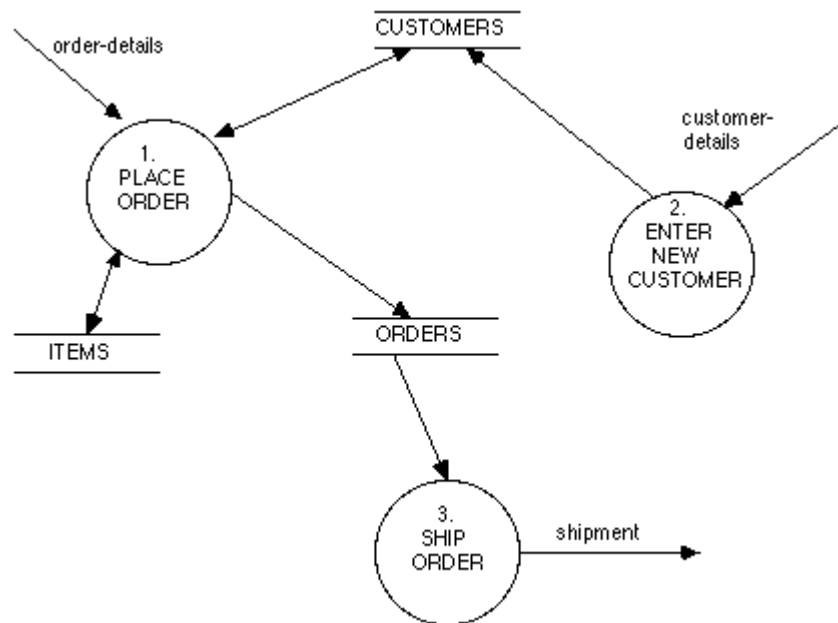 CUSTOMERS
order-details
customer-
details
1.
PLACE
ORDER
2.
ENTER
NEW
CUSTOMER
ITEMS
ORDERS
3.
SHIP
ORDER
shipment